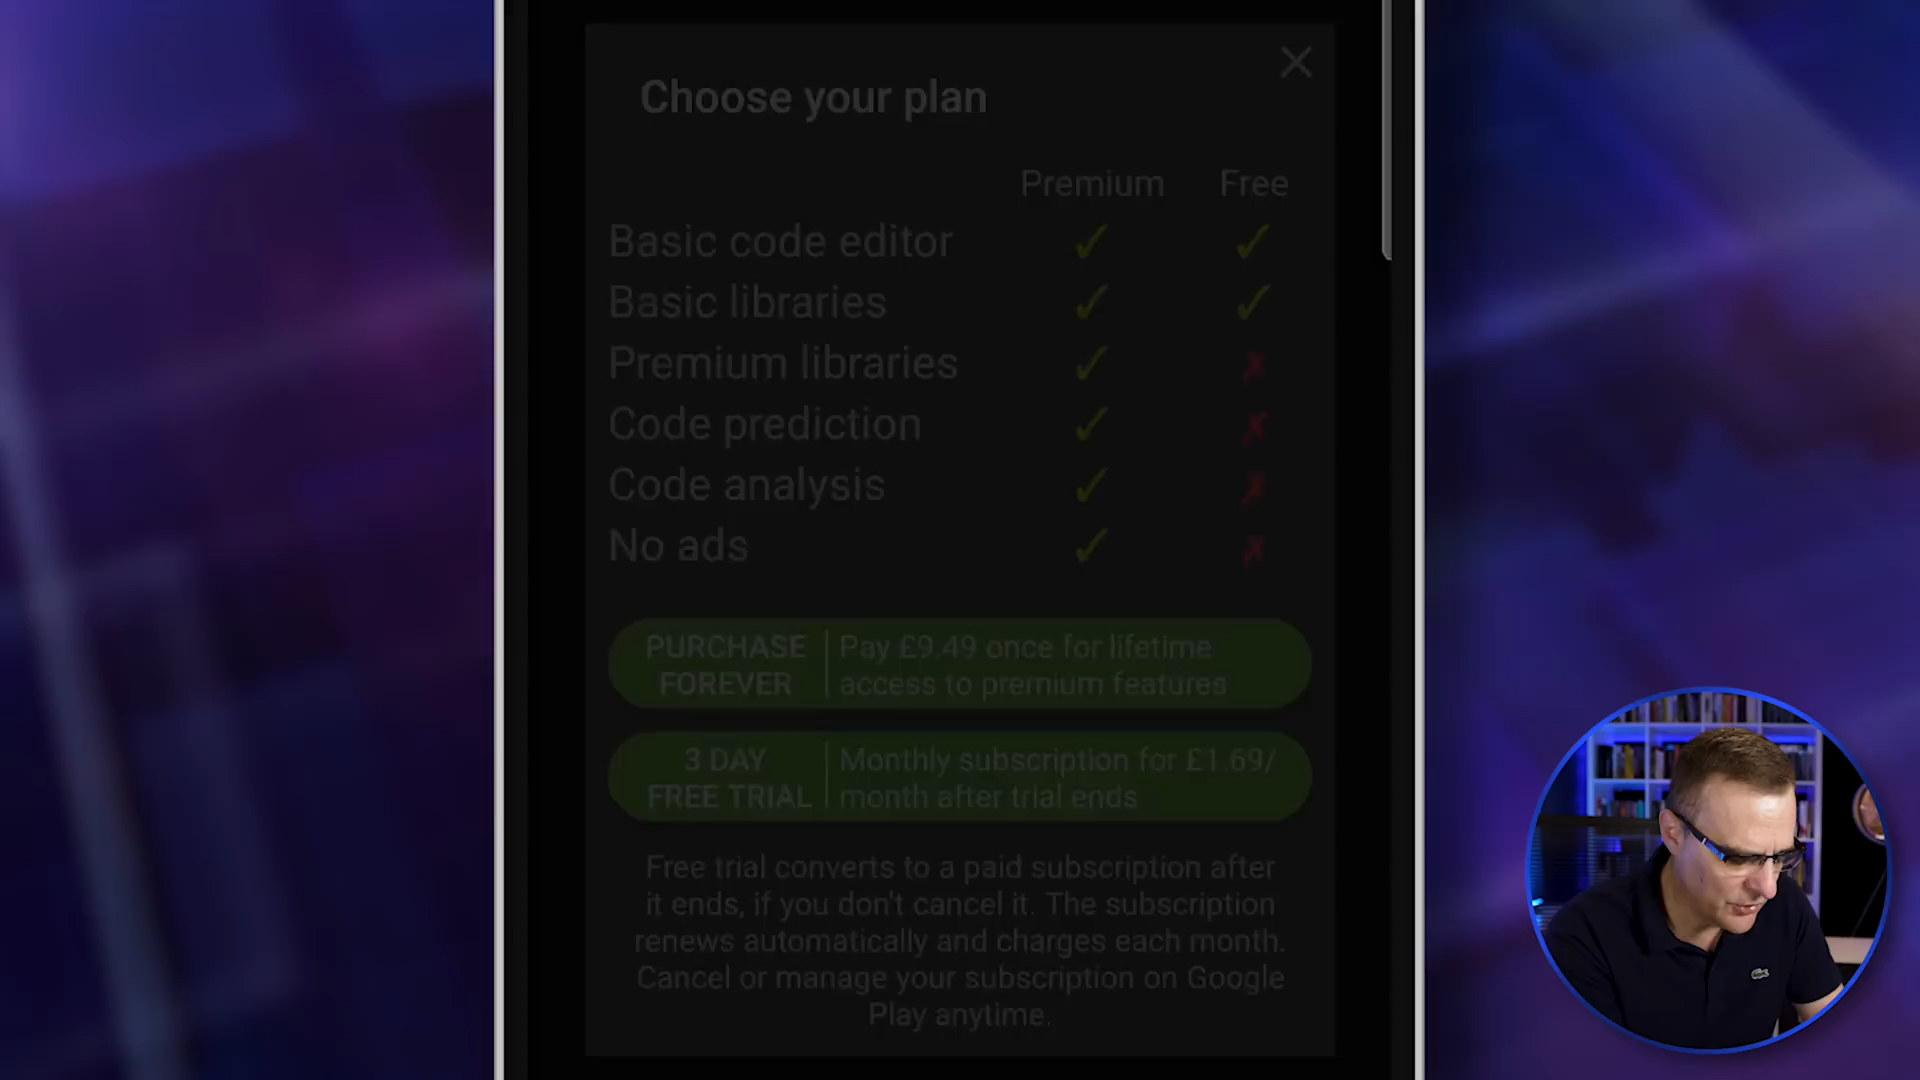 Choose your plan
Premium Free
Basic code editor ✓ ✓
Basic libraries ✓ ✓
Premium libraries ✓ ✗
Code prediction ✓ ✗
Code analysis ✓ ✗
No ads ✓ ✗
PURCHASE FOREVER
Pay £9.49 once for lifetime
access to premium features
3 DAY FREE TRIAL
Monthly subscription for £1.69/
month after trial ends
Free trial converts to a paid subscription after
it ends, if you don't cancel it. The subscription
renews automatically and charges each month.
Cancel or manage your subscription on Google
Play anytime.